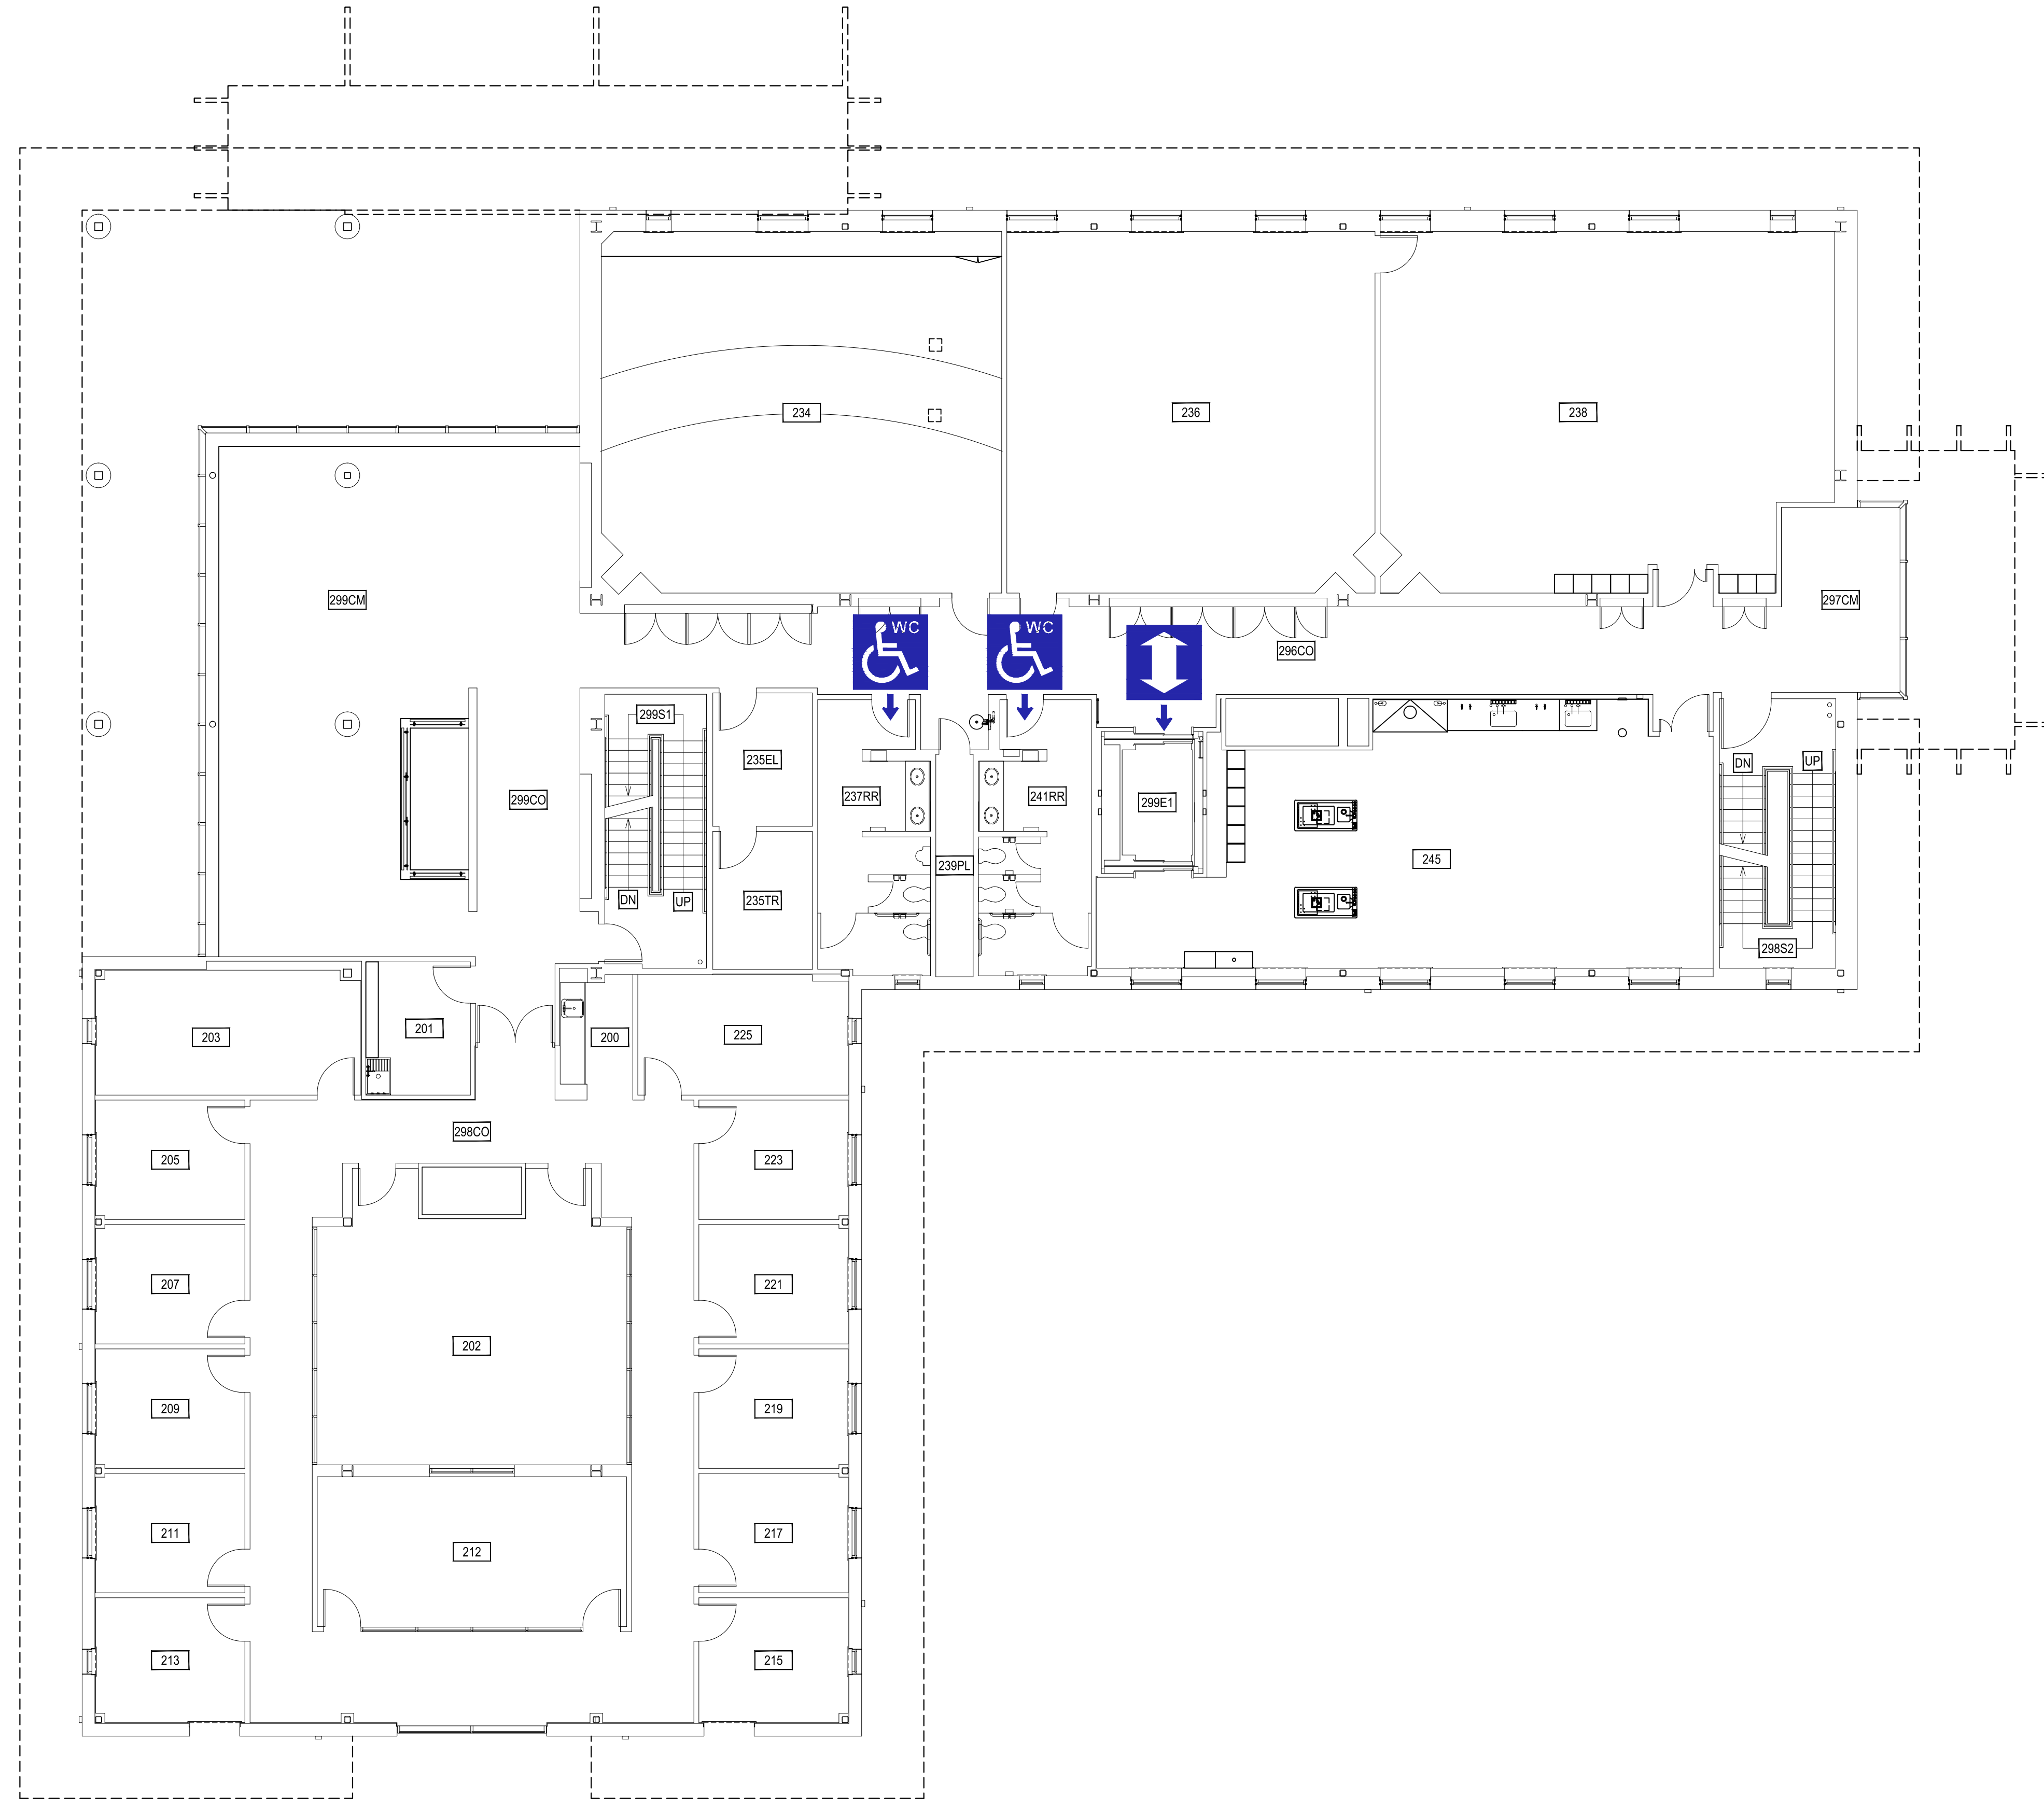 234
236
238
299CM
297CM
WC
WC
296CO
299S1
235EL
DN
UP
237RR
241RR
299CO
299E1
239PL
245
DN
UP
235TR
298S2
203
201
200
225
298CO
205
223
207
221
202
209
219
211
217
212
213
215